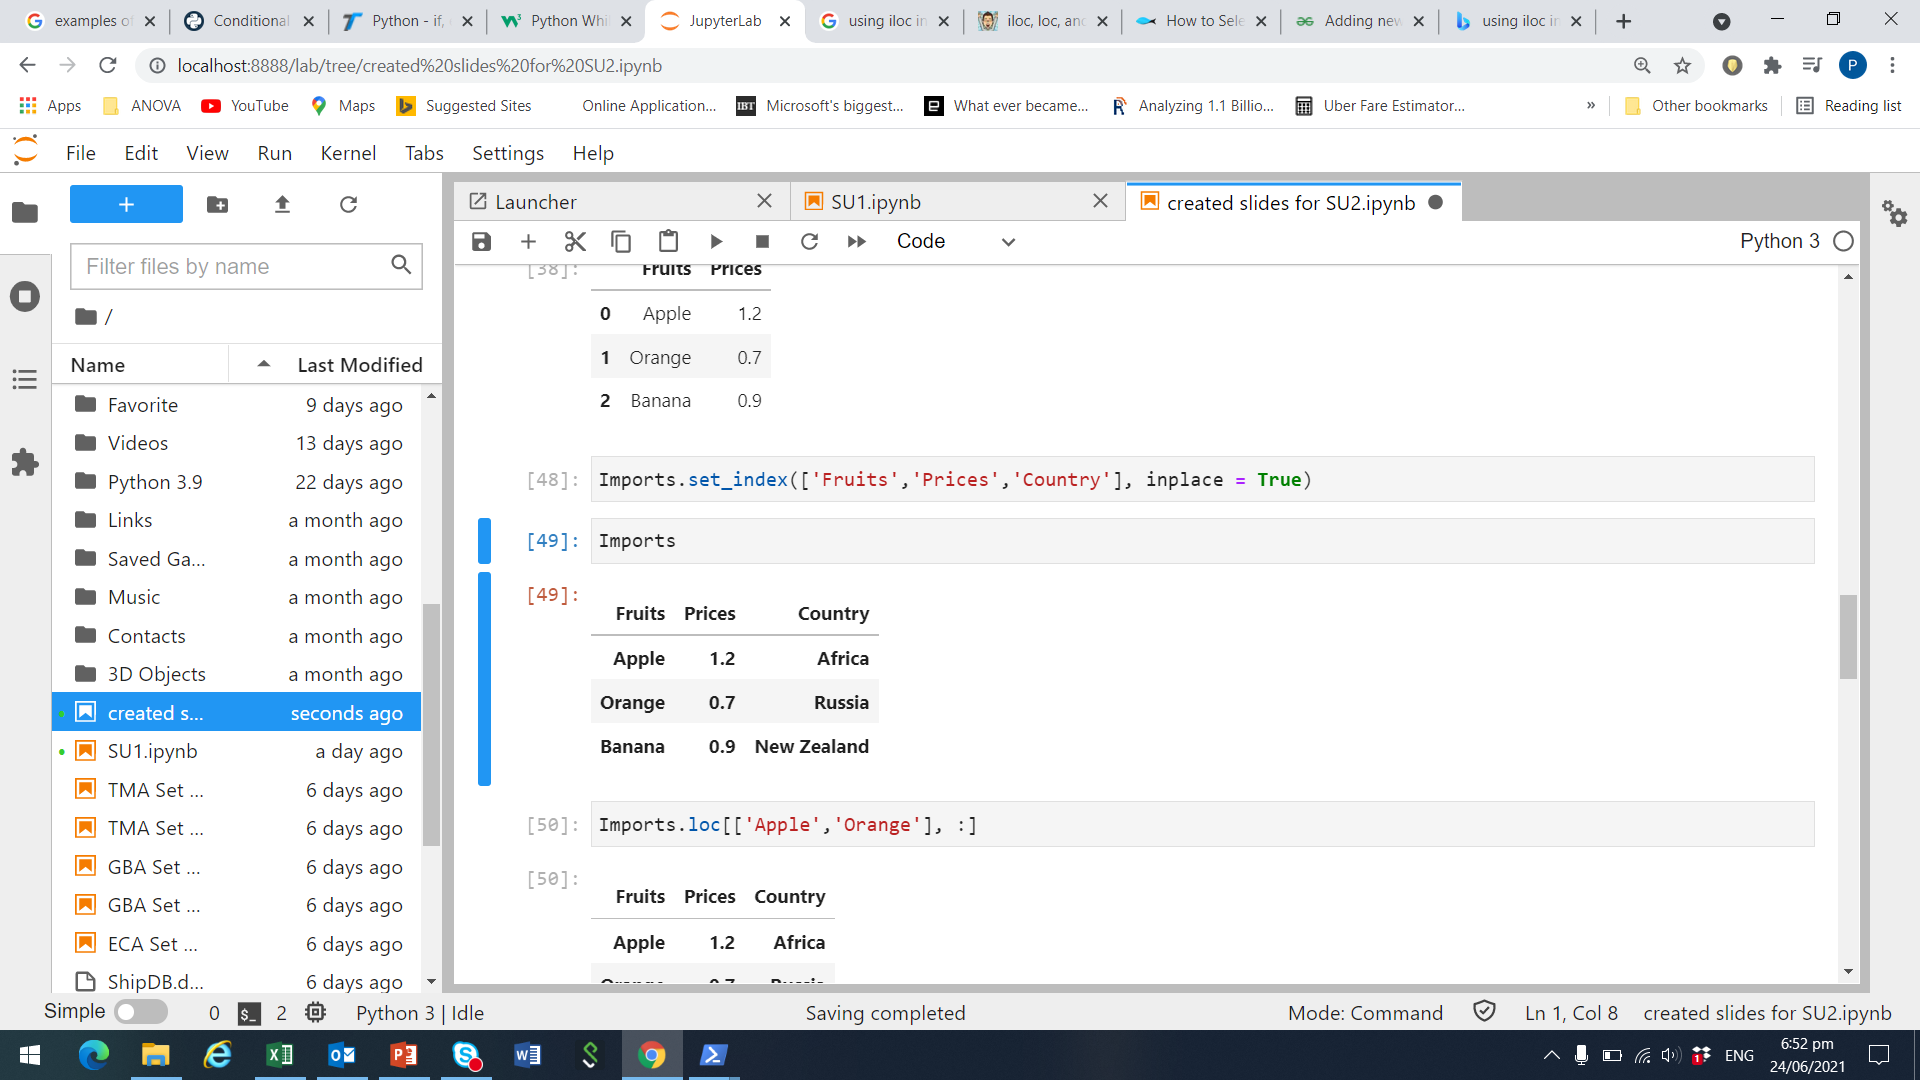 examples of
Conditional
Python - if,
Python Whi
JupyterLab
using iloc in
iloc, loc, and
How to Sele
Adding new
using iloc in
localhost:8888/lab/tree/created%20slides%20for%20SU2.ipynb
P
Apps
ANOVA
YouTube
Maps
Suggested Sites
Online Application...
IBT
Microsoft's biggest...
What ever became...
Analyzing 1.1 Billio...
Uber Fare Estimator...
»
Other bookmarks
Reading list
File Edit View Run Kernel Tabs Settings Help
Launcher
SU1.ipynb
created slides for SU2.ipynb
Code
Python 3
Filter files by name
/
Name Last Modified
Favorite 9 days ago
Videos 13 days ago
Python 3.9 22 days ago
Links a month ago
Saved Ga... a month ago
Music a month ago
Contacts a month ago
3D Objects a month ago
created s... seconds ago
SU1.ipynb a day ago
TMA Set ... 6 days ago
TMA Set ... 6 days ago
GBA Set ... 6 days ago
GBA Set ... 6 days ago
ECA Set ... 6 days ago
ShipDB.d... 6 days ago
[38]: Fruits Prices
0 Apple 1.2
1 Orange 0.7
2 Banana 0.9
[48]: Imports.set_index(['Fruits','Prices','Country'], inplace = True)
[49]: Imports
[49]:
Fruits Prices Country
Apple 1.2 Africa
Orange 0.7 Russia
Banana 0.9 New Zealand
[50]: Imports.loc[['Apple','Orange'], :]
[50]:
Fruits Prices Country
Apple 1.2 Africa
Orange 0.7 Russia
Simple 0 $_ 2 Python 3 | Idle Saving completed Mode: Command Ln 1, Col 8 created slides for SU2.ipynb
ENG
6:52 pm
24/06/2021